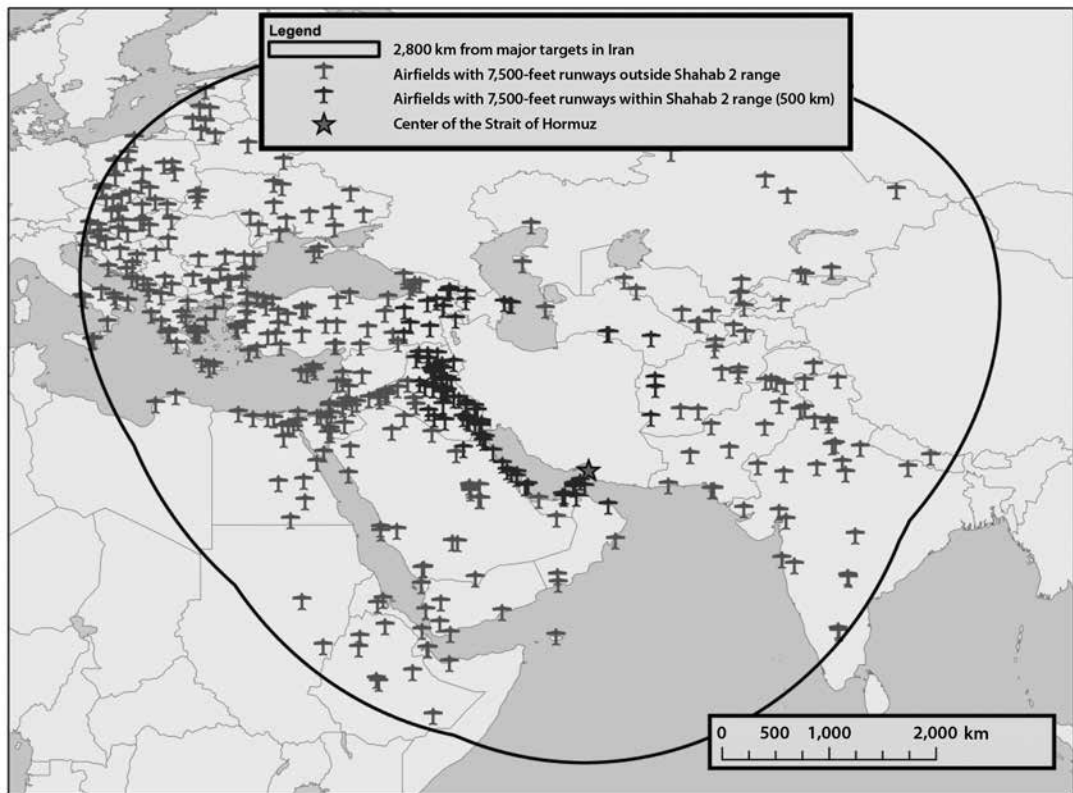 Legend
2,800 km from major targets in Iran
Airfields with 7,500-feet runways outside Shahab 2 range
Airfields with 7,500-feet runways within Shahab 2 range (500 km)
Center of the Strait of Hormuz
0 500 1,000 2,000 km